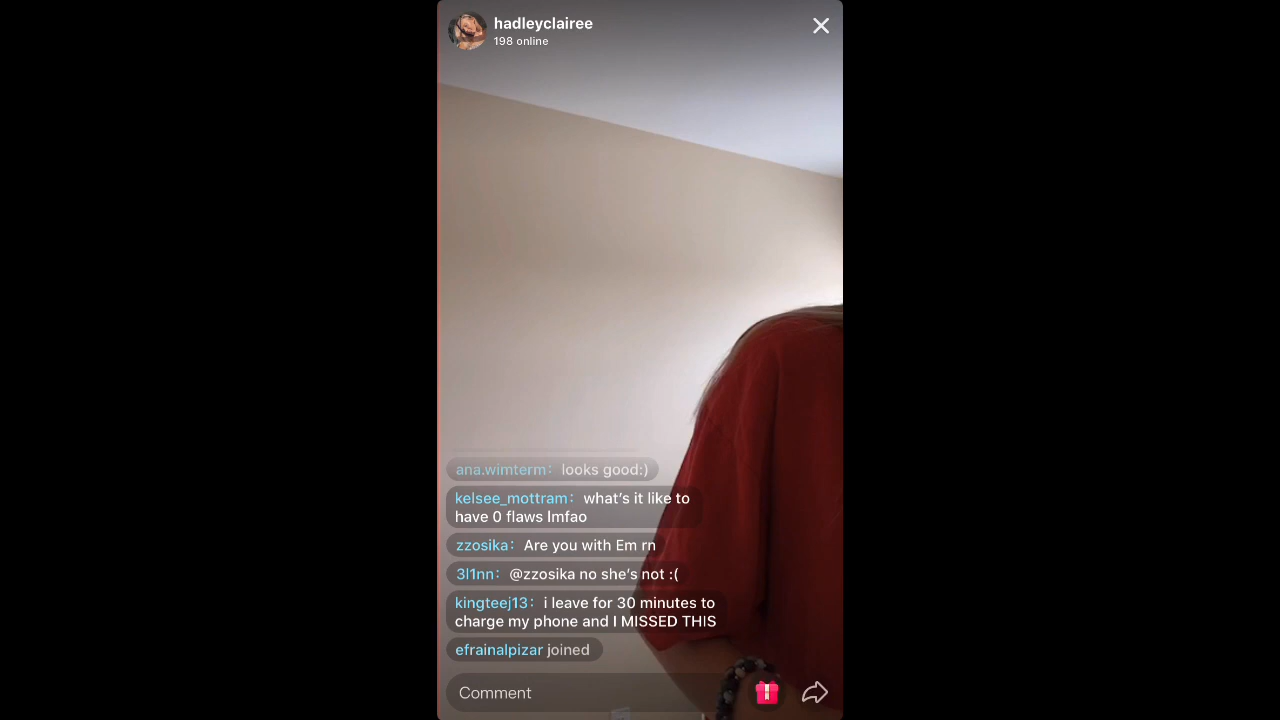 hadleyclairee
198 online
ana.wimterm: looks good:)
kelsee_mottram: what's it like to
have 0 flaws lmfao
zzosika: Are you with Em rn
3l1nn: @zzosika no she's not :(
kingteej13: i leave for 30 minutes to
charge my phone and I MISSED THIS
efrainalpizar joined
Comment